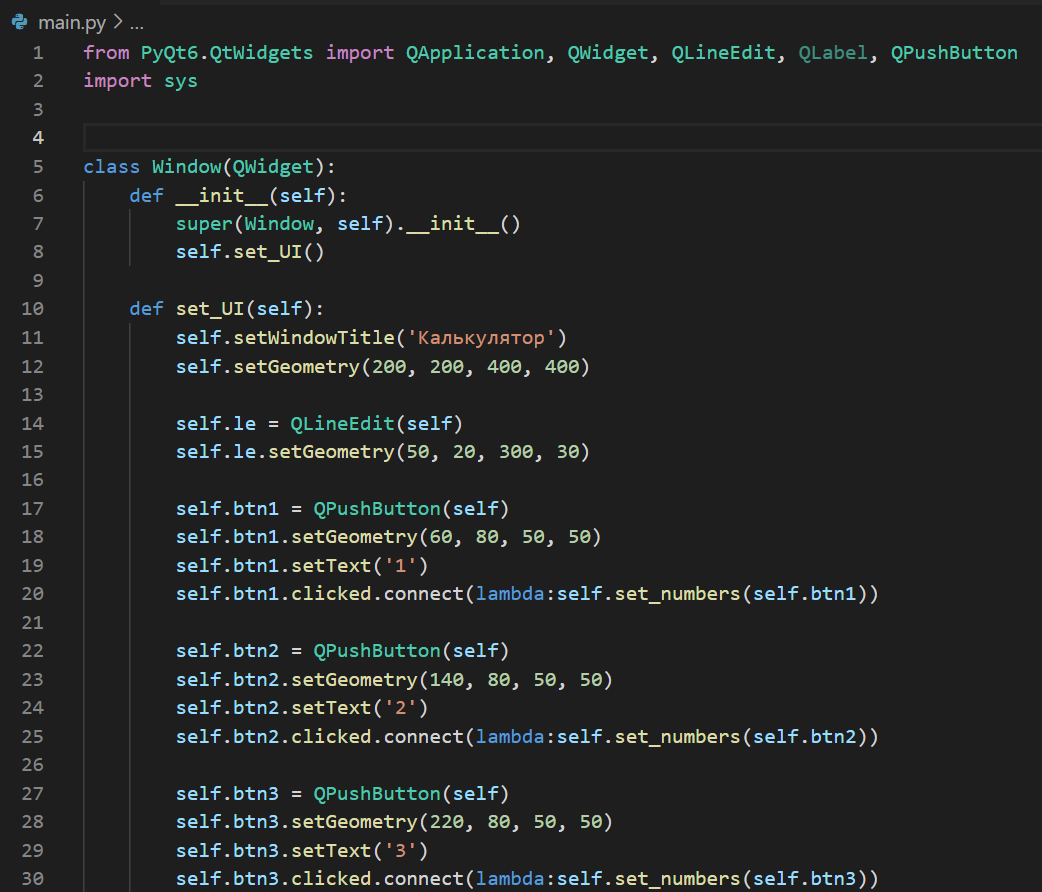 main.py > ...
1 from PyQt6.QtWidgets import QApplication, QWidget, QLineEdit, QLabel, QPushButton
2 import sys
3
4
5 class Window(QWidget):
6     def __init__(self):
7         super(Window, self).__init__()
8         self.set_UI()
9
10     def set_UI(self):
11         self.setWindowTitle('Калькулятор')
12         self.setGeometry(200, 200, 400, 400)
13
14         self.le = QLineEdit(self)
15         self.le.setGeometry(50, 20, 300, 30)
16
17         self.btn1 = QPushButton(self)
18         self.btn1.setGeometry(60, 80, 50, 50)
19         self.btn1.setText('1')
20         self.btn1.clicked.connect(lambda:self.set_numbers(self.btn1))
21
22         self.btn2 = QPushButton(self)
23         self.btn2.setGeometry(140, 80, 50, 50)
24         self.btn2.setText('2')
25         self.btn2.clicked.connect(lambda:self.set_numbers(self.btn2))
26
27         self.btn3 = QPushButton(self)
28         self.btn3.setGeometry(220, 80, 50, 50)
29         self.btn3.setText('3')
30         self.btn3.clicked.connect(lambda:self.set_numbers(self.btn3))